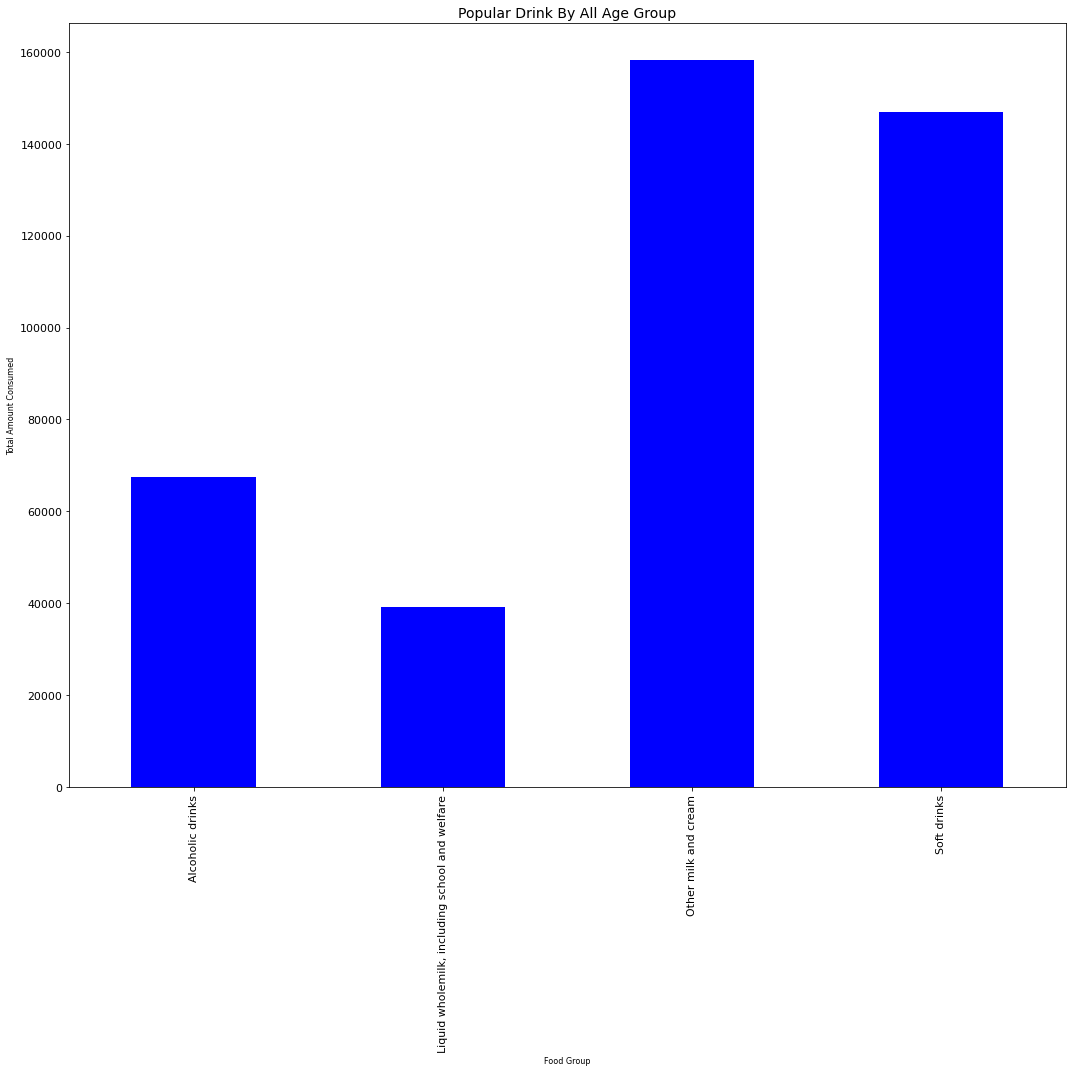 Popular Drink By All Age Group
160000
140000
120000
100000
80000
60000
40000
20000
0
Total Amount Consumed
Alcoholic drinks
Liquid wholemilk, including school and welfare
Other milk and cream
Soft drinks
Food Group